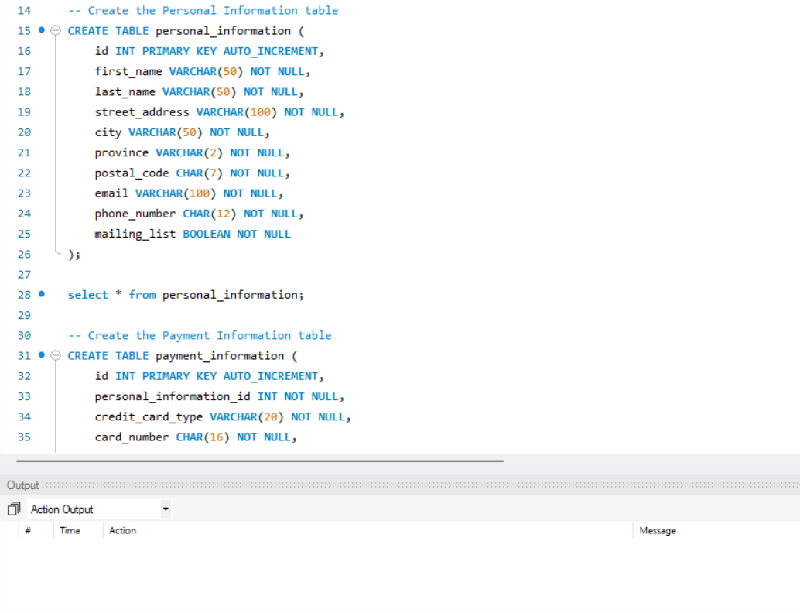 14 -- Create the Personal Information table
15 CREATE TABLE personal_information (
16 id INT PRIMARY KEY AUTO_INCREMENT,
17 first_name VARCHAR(50) NOT NULL,
18 last_name VARCHAR(50) NOT NULL,
19 street_address VARCHAR(100) NOT NULL,
20 city VARCHAR(50) NOT NULL,
21 province VARCHAR(2) NOT NULL,
22 postal_code CHAR(7) NOT NULL,
23 email VARCHAR(100) NOT NULL,
24 phone_number CHAR(12) NOT NULL,
25 mailing_list BOOLEAN NOT NULL
26 );
27
28 select * from personal_information;
29
30 -- Create the Payment Information table
31 CREATE TABLE payment_information (
32 id INT PRIMARY KEY AUTO_INCREMENT,
33 personal_information_id INT NOT NULL,
34 credit_card_type VARCHAR(20) NOT NULL,
35 card_number CHAR(16) NOT NULL,
Output
Action Output
# Time Action Message